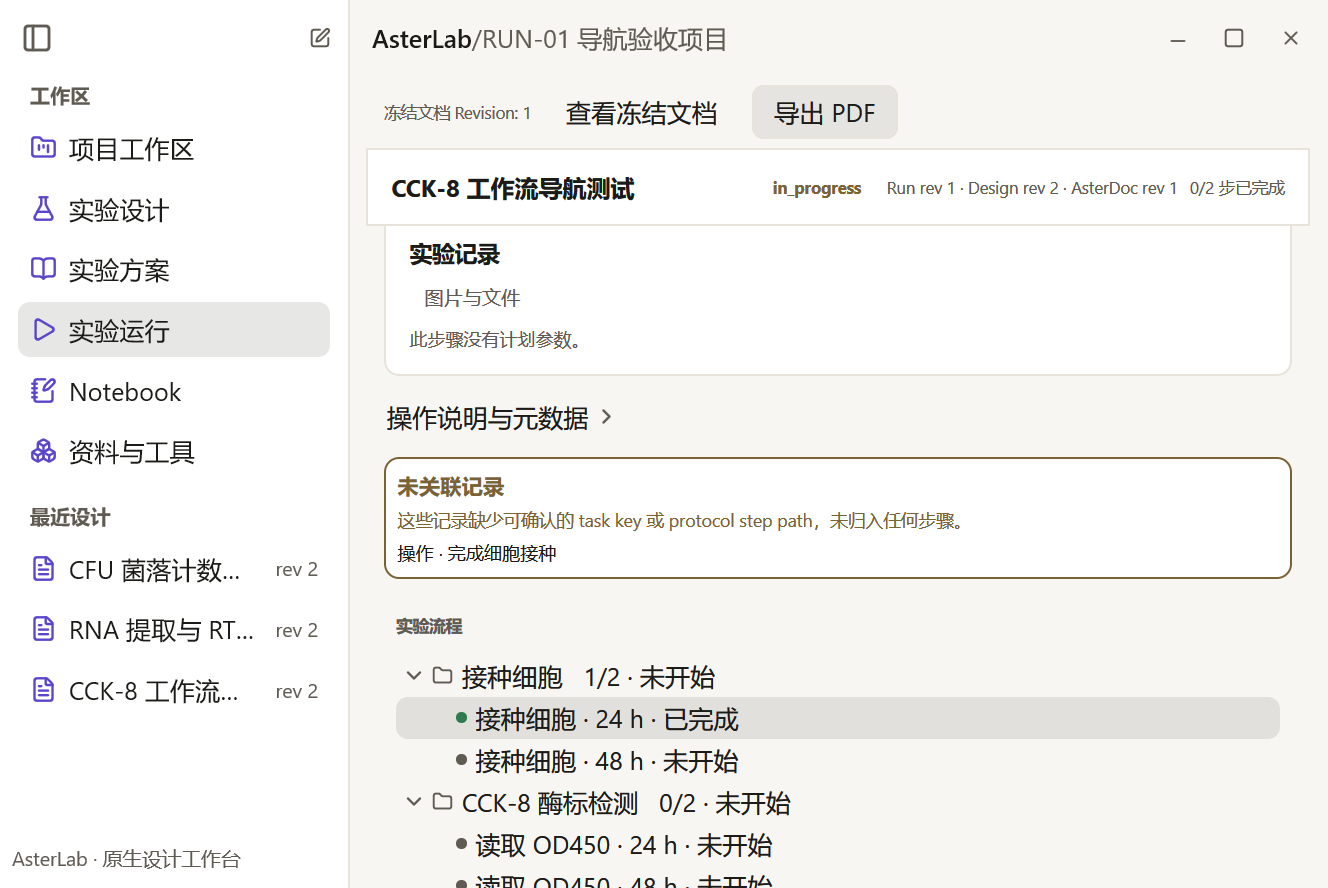 工作区
项目工作区
实验设计
实验方案
实验运行
Notebook
资料与工具
最近设计
CFU 菌落计数... rev 2
RNA 提取与 RT... rev 2
CCK-8 工作流... rev 2
AsterLab · 原生设计工作台
AsterLab/RUN-01 导航验收项目
冻结文档 Revision: 1 查看冻结文档 导出 PDF
CCK-8 工作流导航测试 in_progress Run rev 1 · Design rev 2 · AsterDoc rev 1 0/2 步已完成
实验记录
图片与文件
此步骤没有计划参数。
操作说明与元数据
未关联记录
这些记录缺少可确认的 task key 或 protocol step path，未归入任何步骤。
操作 · 完成细胞接种
实验流程
接种细胞 1/2 · 未开始
接种细胞 · 24 h · 已完成
接种细胞 · 48 h · 未开始
CCK-8 酶标检测 0/2 · 未开始
读取 OD450 · 24 h · 未开始
读取 OD450 · 48 h · 未开始